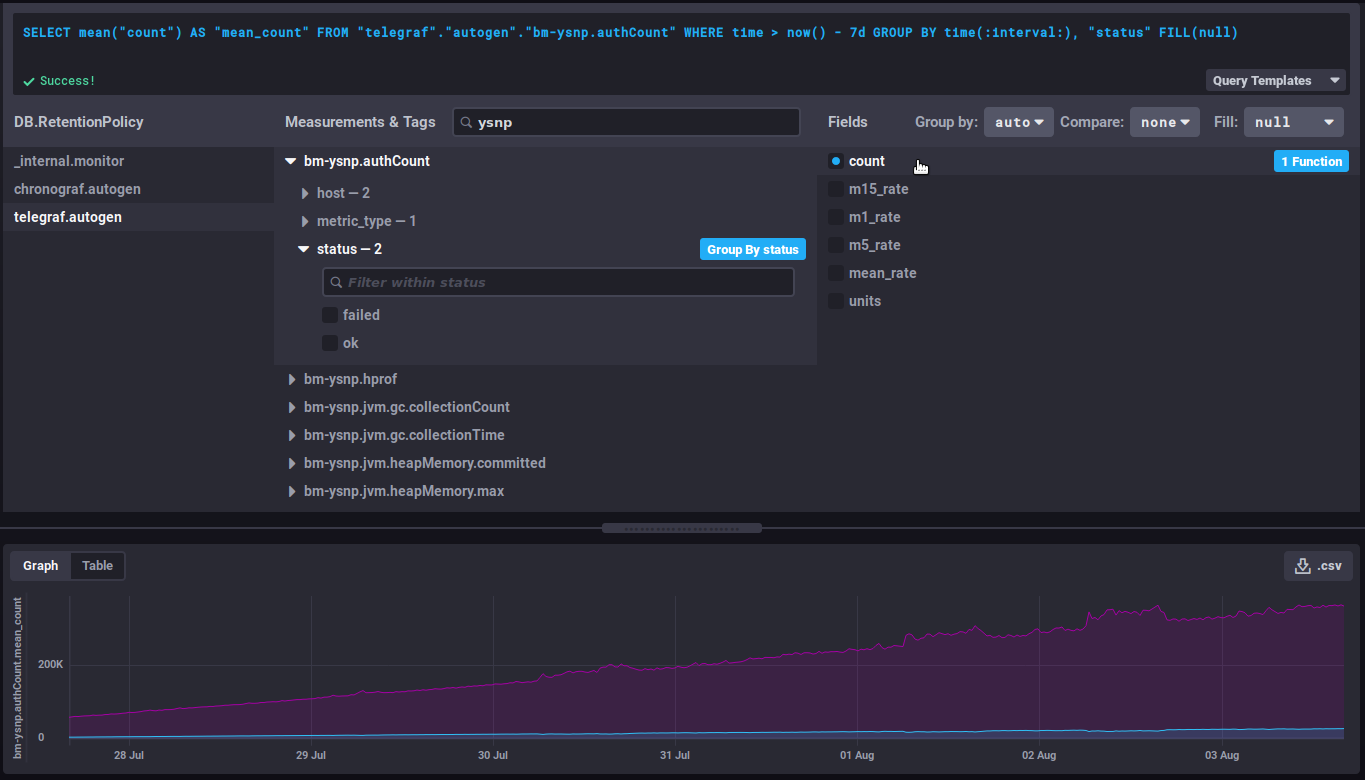 SELECT mean("count") AS "mean_count" FROM "telegraf"."autogen"."bm-ysnp.authCount" WHERE time > now() - 7d GROUP BY time(:interval:), "status" FILL(null)
Success!
Query Templates
DB.RetentionPolicy
Measurements & Tags
ysnp
Fields
Group by: auto
Compare: none
Fill: null
_internal.monitor
chronograf.autogen
telegraf.autogen
bm-ysnp.authCount
host — 2
metric_type — 1
status — 2
Group By status
Filter within status
failed
ok
bm-ysnp.hprof
bm-ysnp.jvm.gc.collectionCount
bm-ysnp.jvm.gc.collectionTime
bm-ysnp.jvm.heapMemory.committed
bm-ysnp.jvm.heapMemory.max
count
1 Function
m15_rate
m1_rate
m5_rate
mean_rate
units
Graph
Table
.csv
bm-ysnp.authCount.mean_count
200K
0
28 Jul
29 Jul
30 Jul
31 Jul
01 Aug
02 Aug
03 Aug